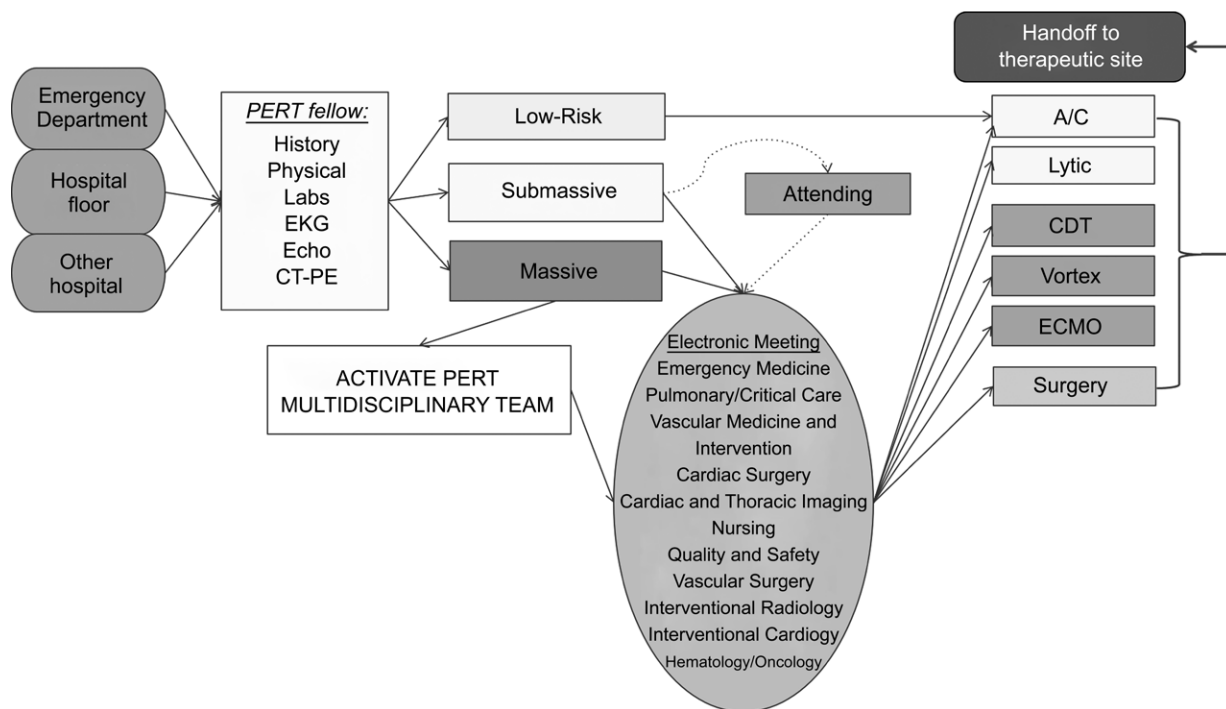 Handoff to
therapeutic site
Emergency
Department
Hospital
floor
Other
hospital
PERT fellow:
History
Physical
Labs
EKG
Echo
CT-PE
Low-Risk
Submassive
Massive
Attending
ACTIVATE PERT
MULTIDISCIPLINARY TEAM
Electronic Meeting
Emergency Medicine
Pulmonary/Critical Care
Vascular Medicine and
Intervention
Cardiac Surgery
Cardiac and Thoracic Imaging
Nursing
Quality and Safety
Vascular Surgery
Interventional Radiology
Interventional Cardiogy
Hematology/Oncology
A/C
Lytic
CDT
Vortex
ECMO
Surgery